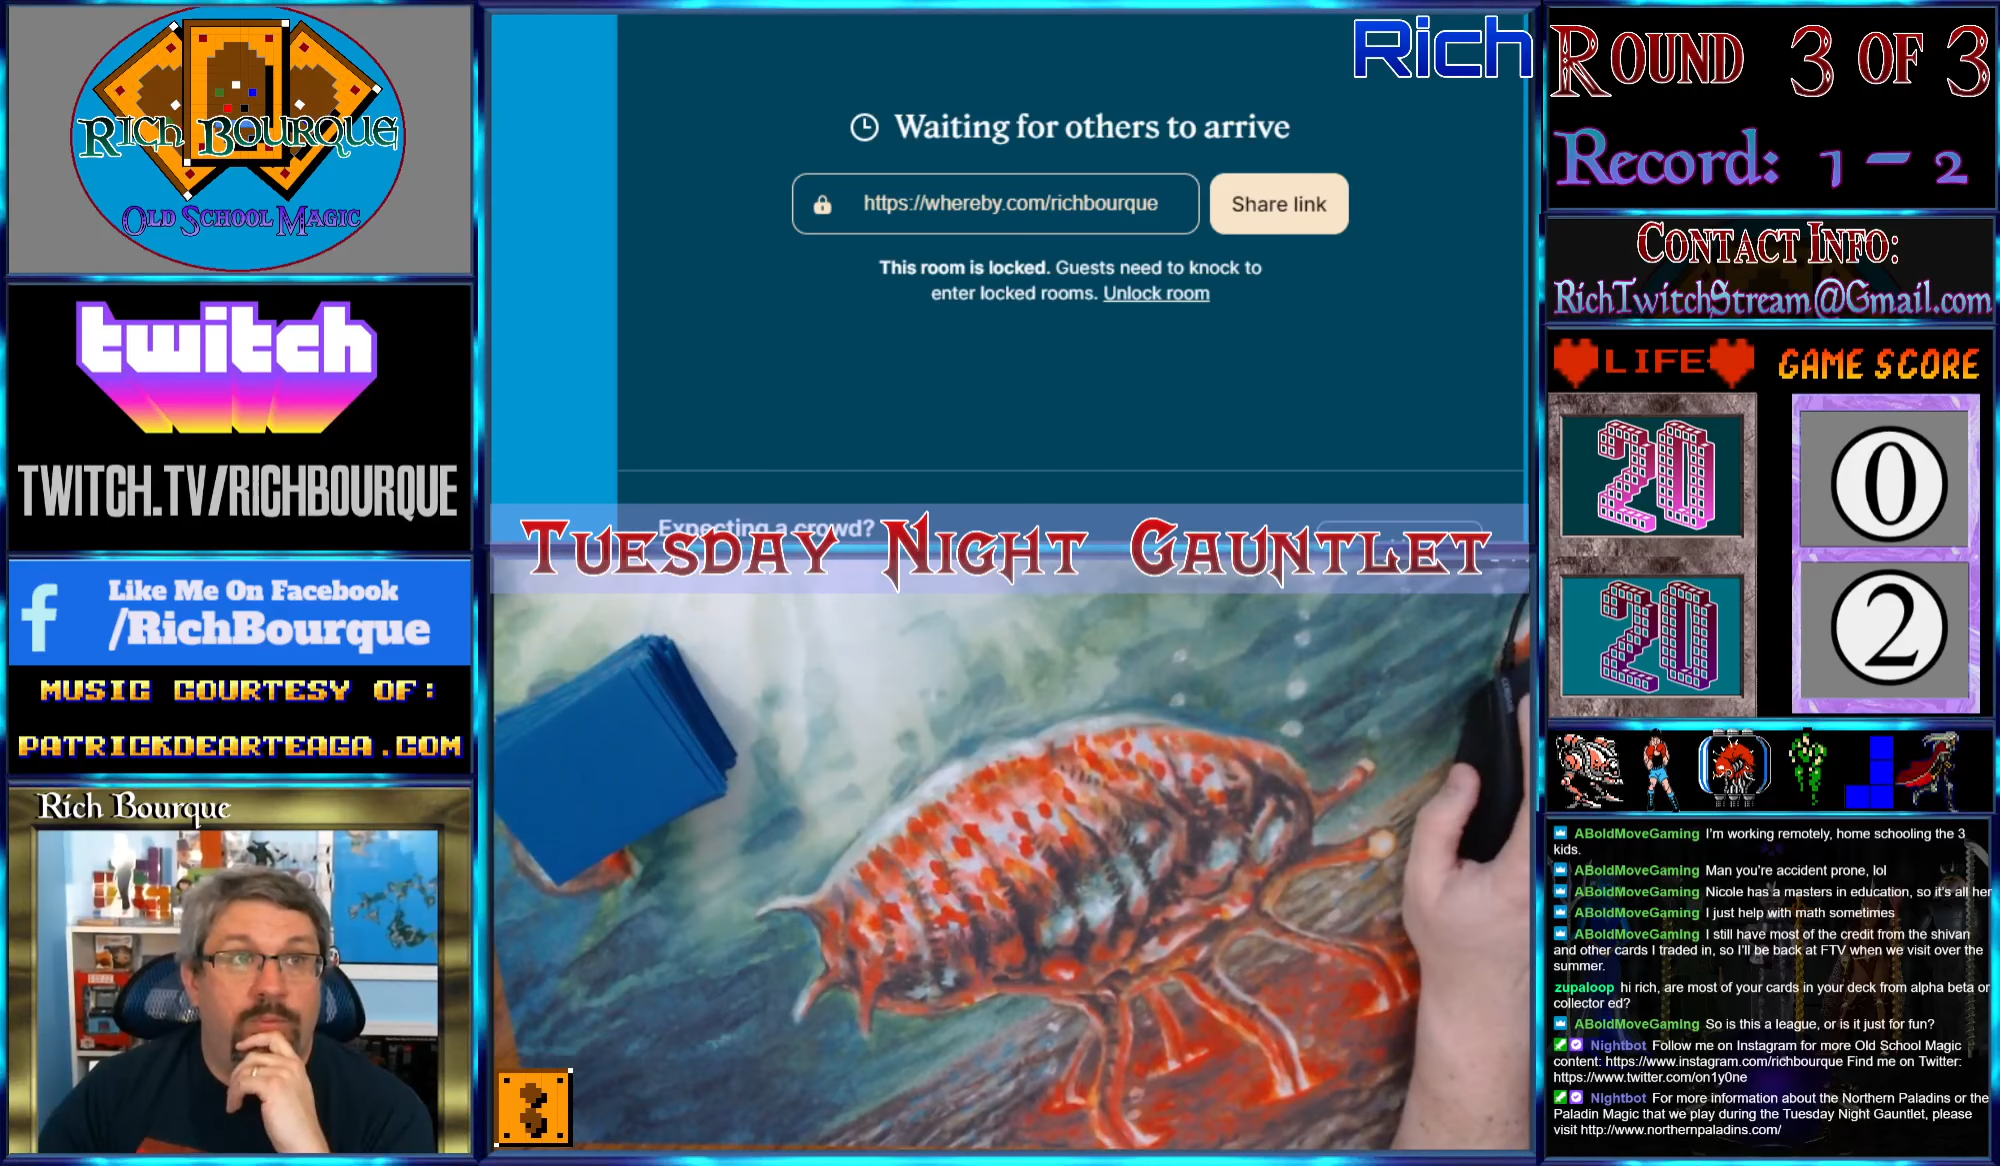 Rich Bourque
Old School Magic
twitch
TWITCH.TV/RICHBOURQUE
Like Me On Facebook
/RichBourque
MUSIC COURTESY OF:
PATRICKDEARTEAGA.COM
Rich Bourque
Rich
Waiting for others to arrive
https://whereby.com/richbourque
Share link
This room is locked. Guests need to knock to
enter locked rooms. Unlock room
Expecting a crowd?
Tuesday Night Gauntlet
Round 3 of 3
Record: 1 - 2
Contact Info:
RichTwitchStream@Gmail.com
LIFE
GAME SCORE
20
0
20
2
ABoldMoveGaming I'm working remotely, home schooling the 3
kids.
ABoldMoveGaming Man you're accident prone, lol
ABoldMoveGaming Nicole has a masters in education, so it's all her
ABoldMoveGaming I just help with math sometimes
ABoldMoveGaming I still have most of the credit from the shivan
and other cards I traded in, so I'll be back at FTV when we visit over the
summer.
zupaloop hi rich, are most of your cards in your deck from alpha beta or
collector ed?
ABoldMoveGaming So is this a league, or is it just for fun?
Nightbot Follow me on Instagram for more Old School Magic
content: https://www.instagram.com/richbourque Find me on Twitter:
https://www.twitter.com/on1y0ne
Nightbot For more information about the Northern Paladins or the
Paladin Magic that we play during the Tuesday Night Gauntlet, please
visit http://www.northernpaladins.com/